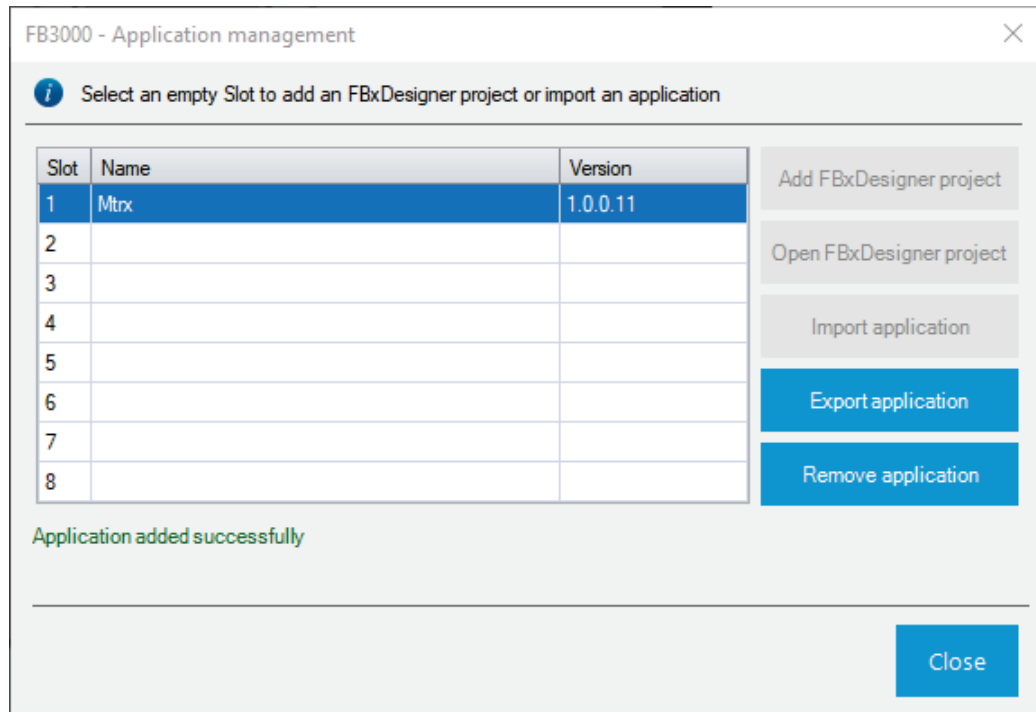 FB3000 - Application management
Select an empty Slot to add an FBxDesigner project or import an application
Slot Name Version
1 Mtrx 1.0.0.11
2
3
4
5
6
7
8
Add FBxDesigner project
Open FBxDesigner project
Import application
Export application
Remove application
Application added successfully
Close